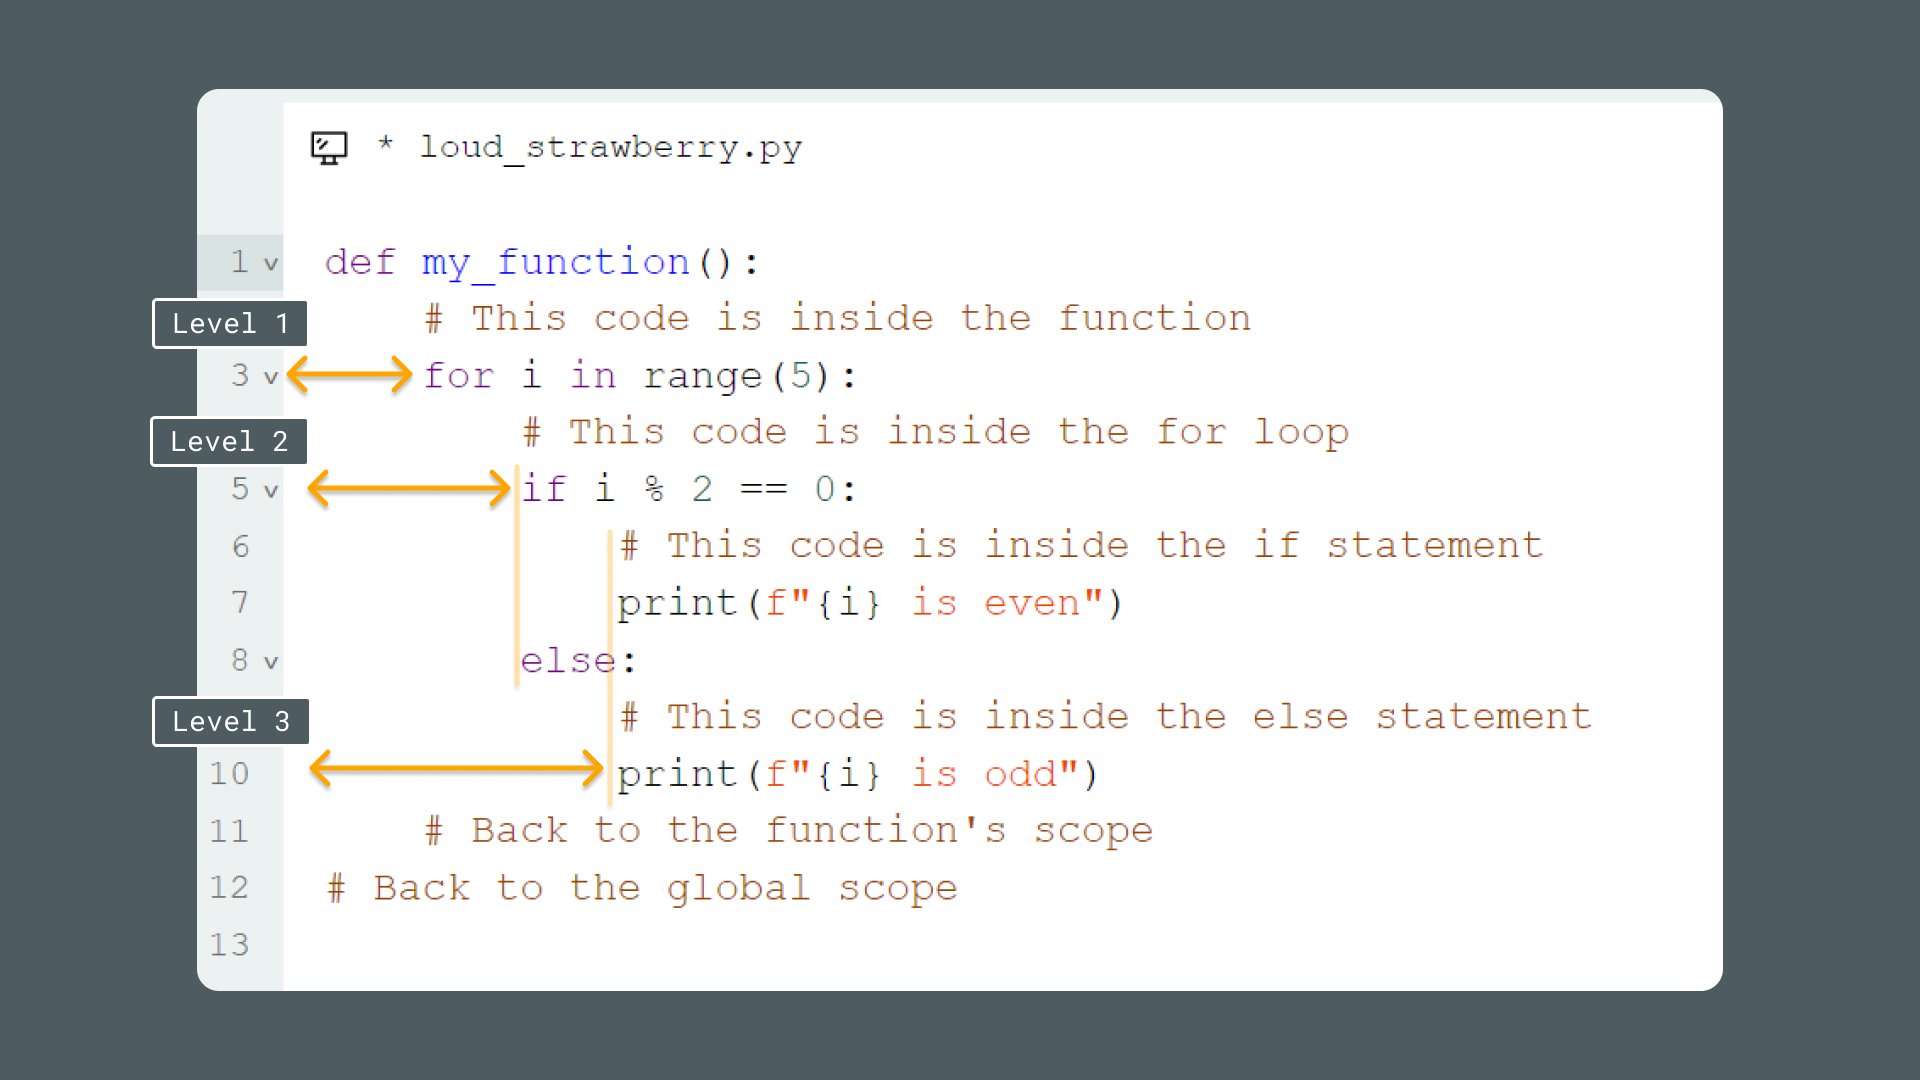 * loud_strawberry.py
1 v def my_function():
Level 1
# This code is inside the function
3 v for i in range(5):
Level 2
# This code is inside the for loop
5 v if i % 2 == 0:
6 # This code is inside the if statement
7 print(f"{i} is even")
8 v else:
Level 3
# This code is inside the else statement
10 print(f"{i} is odd")
11 # Back to the function's scope
12 # Back to the global scope
13